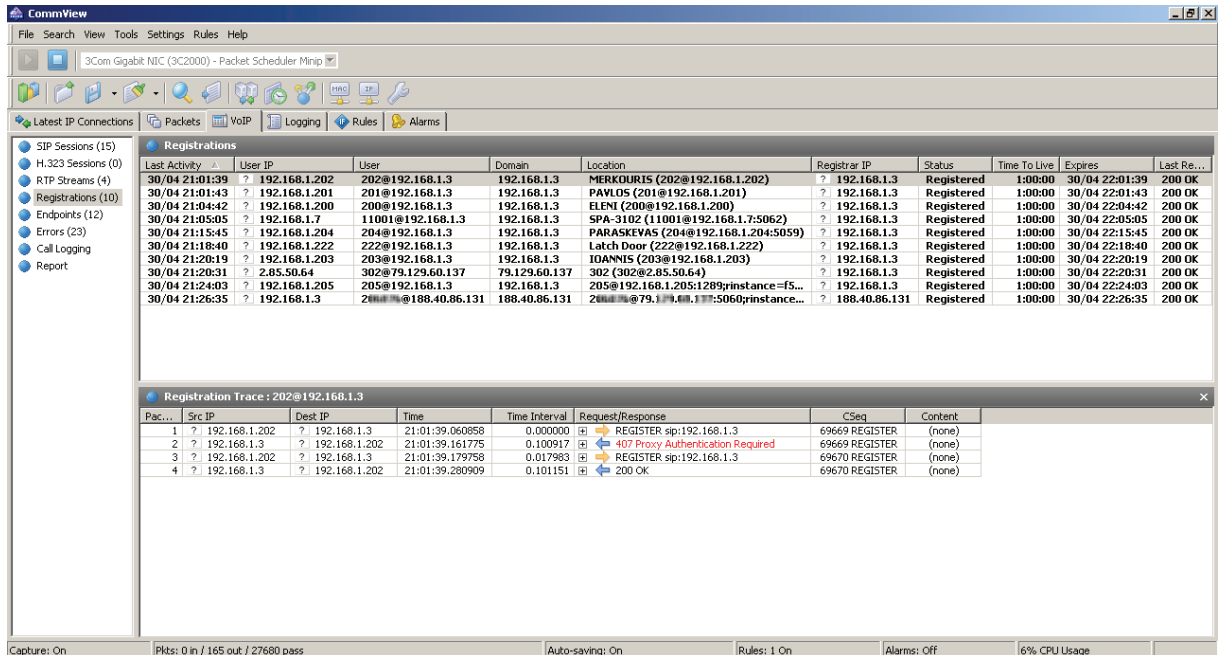 CommView
File Search View Tools Settings Rules Help
3Com Gigabit NIC (3C2000) - Packet Scheduler Minip
MAC IP
Latest IP Connections Packets VoIP Logging Rules Alarms
SIP Sessions (15)
H.323 Sessions (0)
RTP Streams (4)
Registrations (10)
Endpoints (12)
Errors (23)
Call Logging
Report
Registrations
Last Activity User IP User Domain Location Registrar IP Status Time To Live Expires Last Re...
30/04 21:01:39 ? 192.168.1.202 202@192.168.1.3 192.168.1.3 MERKOURIS (202@192.168.1.202) ? 192.168.1.3 Registered 1:00:00 30/04 22:01:39 200 OK
30/04 21:01:43 ? 192.168.1.201 201@192.168.1.3 192.168.1.3 PAVLOS (201@192.168.1.201) ? 192.168.1.3 Registered 1:00:00 30/04 22:01:43 200 OK
30/04 21:04:42 ? 192.168.1.200 200@192.168.1.3 192.168.1.3 ELENI (200@192.168.1.200) ? 192.168.1.3 Registered 1:00:00 30/04 22:04:42 200 OK
30/04 21:05:05 ? 192.168.1.7 11001@192.168.1.3 192.168.1.3 SPA-3102 (11001@192.168.1.7:5062) ? 192.168.1.3 Registered 1:00:00 30/04 22:05:05 200 OK
30/04 21:15:45 ? 192.168.1.204 204@192.168.1.3 192.168.1.3 PARASKEVAS (204@192.168.1.204:5059) ? 192.168.1.3 Registered 1:00:00 30/04 22:15:45 200 OK
30/04 21:18:40 ? 192.168.1.222 222@192.168.1.3 192.168.1.3 Latch Door (222@192.168.1.222) ? 192.168.1.3 Registered 1:00:00 30/04 22:18:40 200 OK
30/04 21:20:19 ? 192.168.1.203 203@192.168.1.3 192.168.1.3 IOANNIS (203@192.168.1.203) ? 192.168.1.3 Registered 1:00:00 30/04 22:20:19 200 OK
30/04 21:20:31 ? 2.85.50.64 302@79.129.60.137 79.129.60.137 302 (302@2.85.50.64) ? 192.168.1.3 Registered 1:00:00 30/04 22:20:31 200 OK
30/04 21:24:03 ? 192.168.1.205 205@192.168.1.3 192.168.1.3 205@192.168.1.205:1289;rinstance=f5... ? 192.168.1.3 Registered 1:00:00 30/04 22:24:03 200 OK
30/04 21:26:35 ? 192.168.1.3 @188.40.86.131 188.40.86.131 :5060;rinstance... ? 188.40.86.131 Registered 1:00:00 30/04 22:26:35 200 OK
Registration Trace : 202@192.168.1.3
Pac... Src IP Dest IP Time Time Interval Request/Response CSeq Content
1 ? 192.168.1.202 ? 192.168.1.3 21:01:39.060858 0.000000 REGISTER sip:192.168.1.3 69669 REGISTER (none)
2 ? 192.168.1.3 ? 192.168.1.202 21:01:39.161775 0.100917 407 Proxy Authentication Required 69669 REGISTER (none)
3 ? 192.168.1.202 ? 192.168.1.3 21:01:39.179758 0.017983 REGISTER sip:192.168.1.3 69670 REGISTER (none)
4 ? 192.168.1.3 ? 192.168.1.202 21:01:39.280909 0.101151 200 OK 69670 REGISTER (none)
Capture: On Pkts: 0 in / 165 out / 27680 pass Auto-saving: On Rules: 1 On Alarms: Off 6% CPU Usage